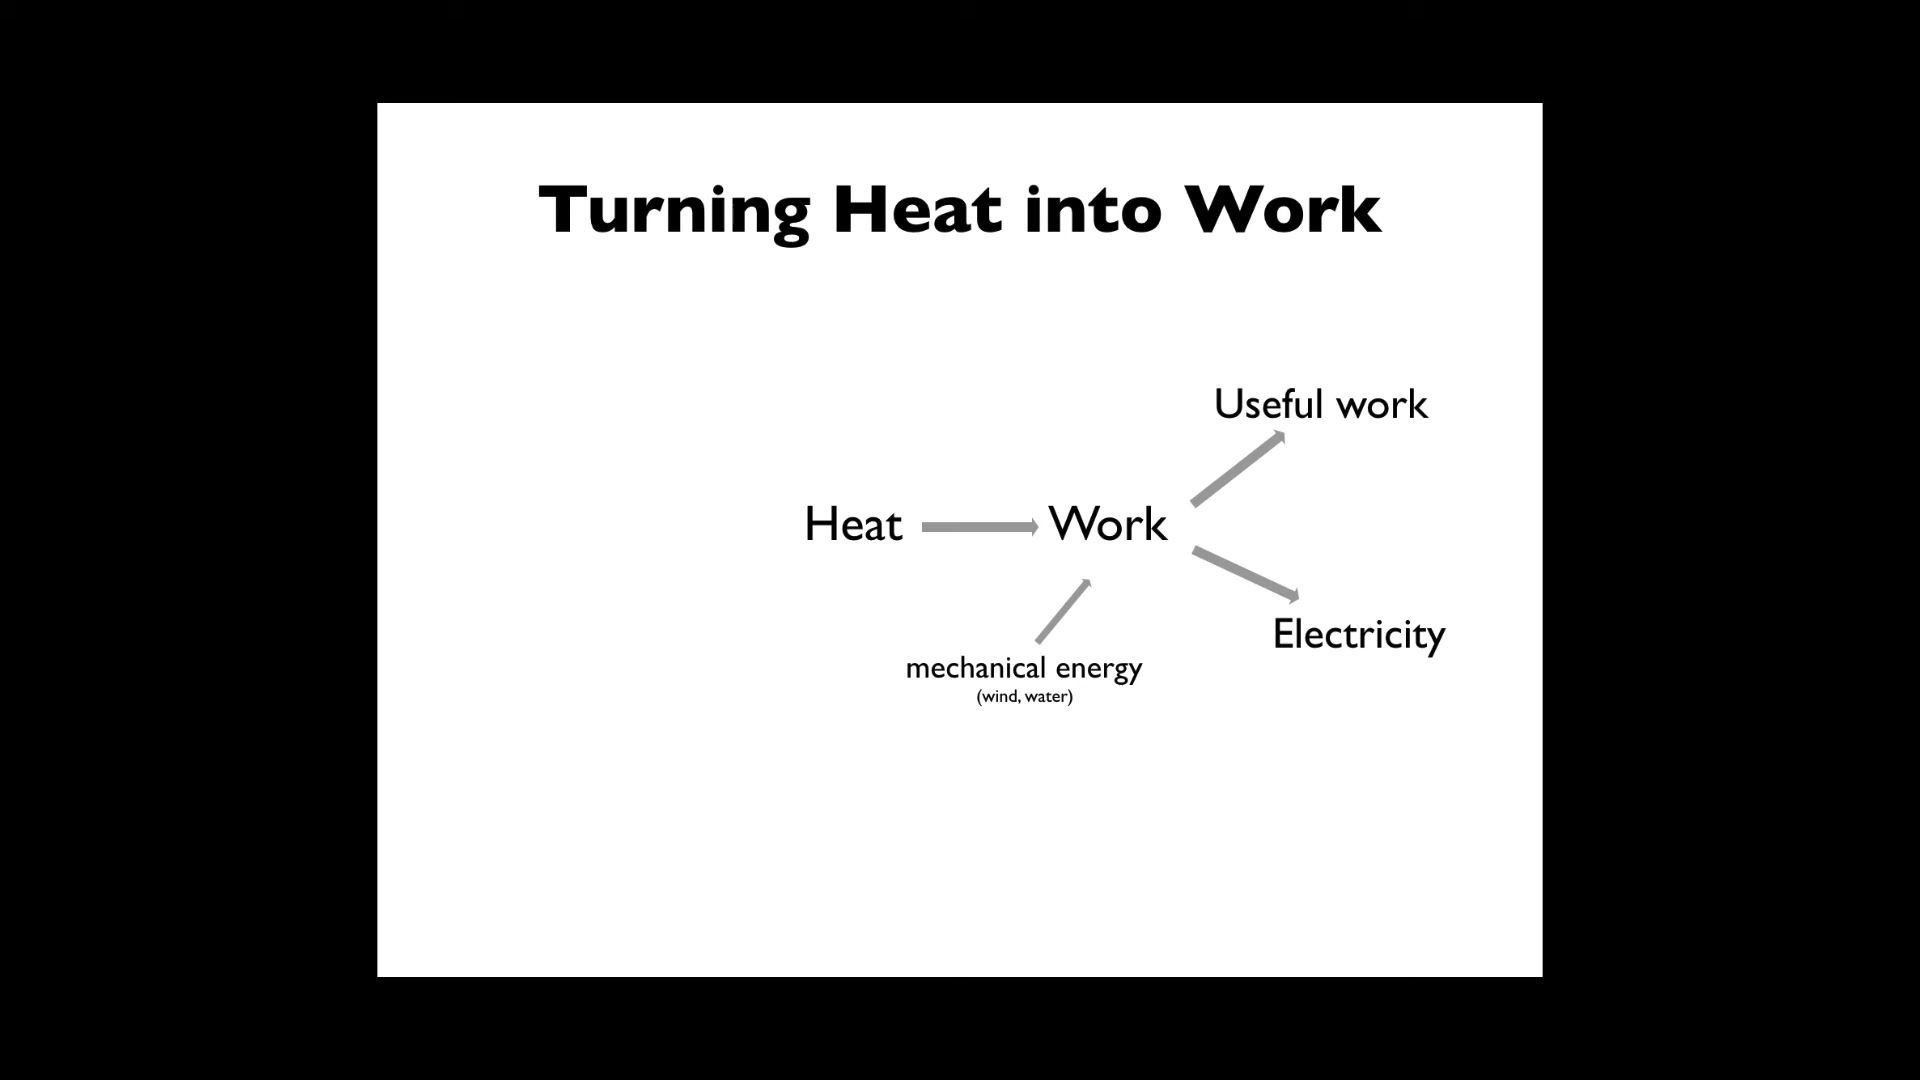 Turning Heat into Work
Useful work
Heat
Work
Electricity
mechanical energy
(wind, water)